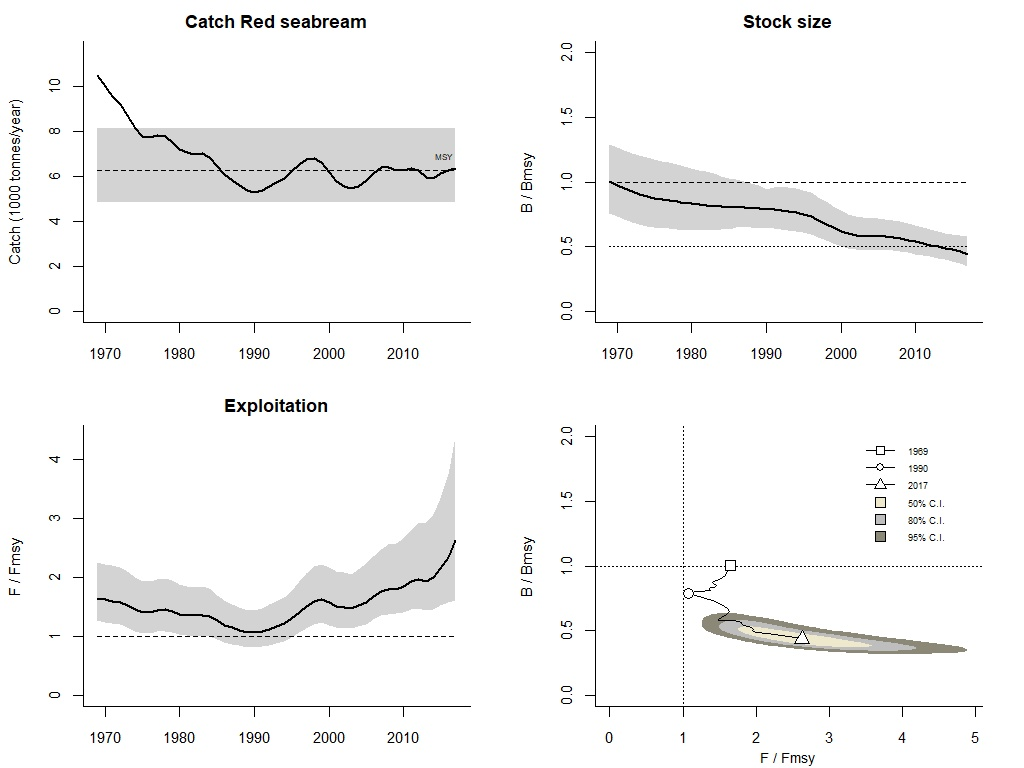 Catch Red seabream
Catch (1000 tonnes/year)
10
8
6
4
2
0
MSY
1970 1980 1990 2000 2010
Stock size
B / Bmsy
2.0
1.5
1.0
0.5
0.0
1970 1980 1990 2000 2010
Exploitation
F / Fmsy
4
3
2
1
0
1970 1980 1990 2000 2010
B / Bmsy
2.0
1.5
1.0
0.5
0.0
1969
1990
2017
50% C.I.
80% C.I.
95% C.I.
0 1 2 3 4 5
F / Fmsy